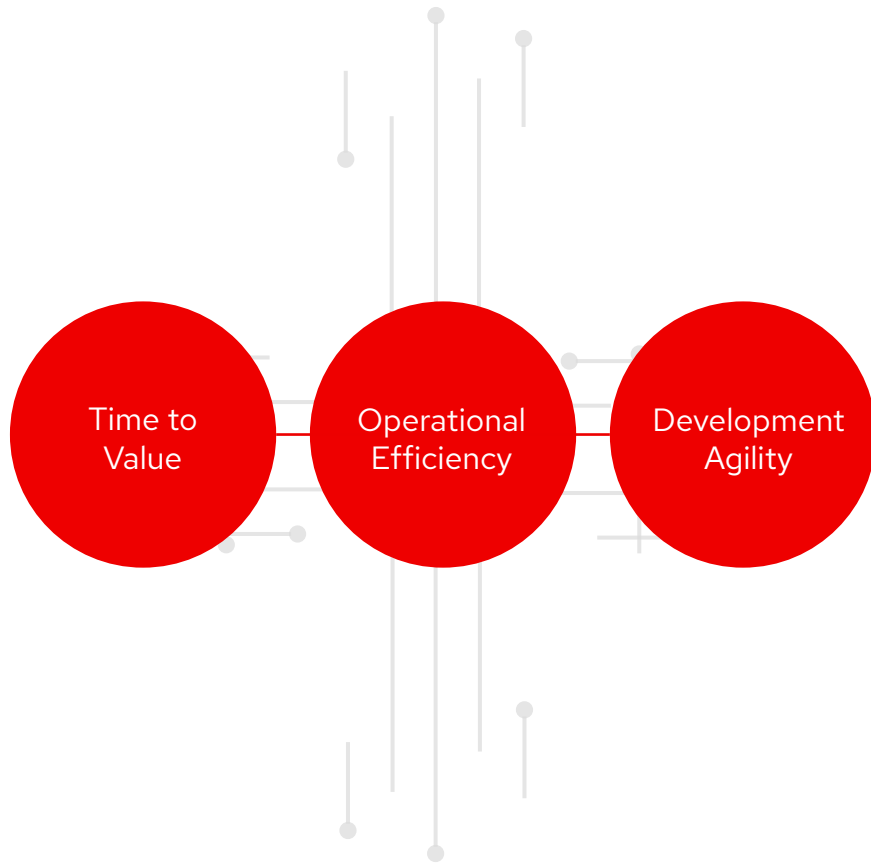 Time to
Value
Operational
Efficiency
Development
Agility